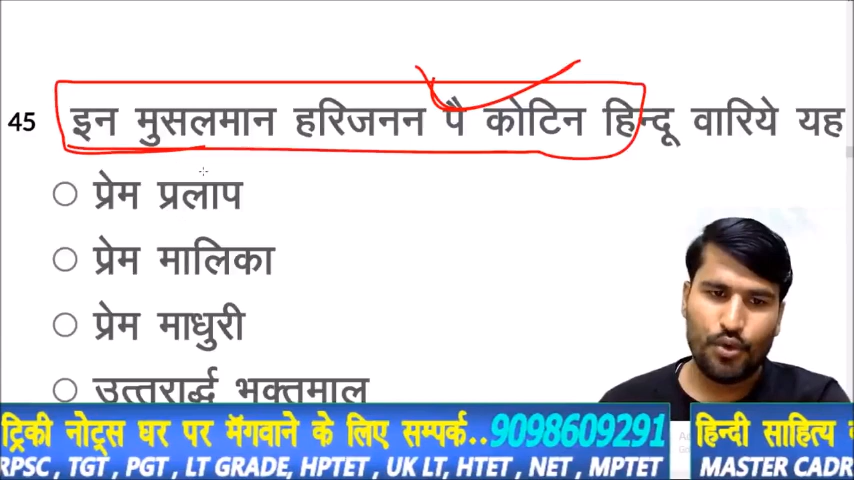 45 इन मुसलमान हरिजनन पै कोटिन हिन्दू वारिये यह
प्रेम प्रलाप
प्रेम मालिका
प्रेम माधुरी
उत्तरार्द्ध भक्तमाल
ट्रिकी नोट्स घर पर मॅगवाने के लिए सम्पर्क..9098609291 हिन्दी साहित्य
RPSC, TGT , PGT , LT GRADE, HPTET , UK LT, HTET , NET , MPTET MASTER CADR